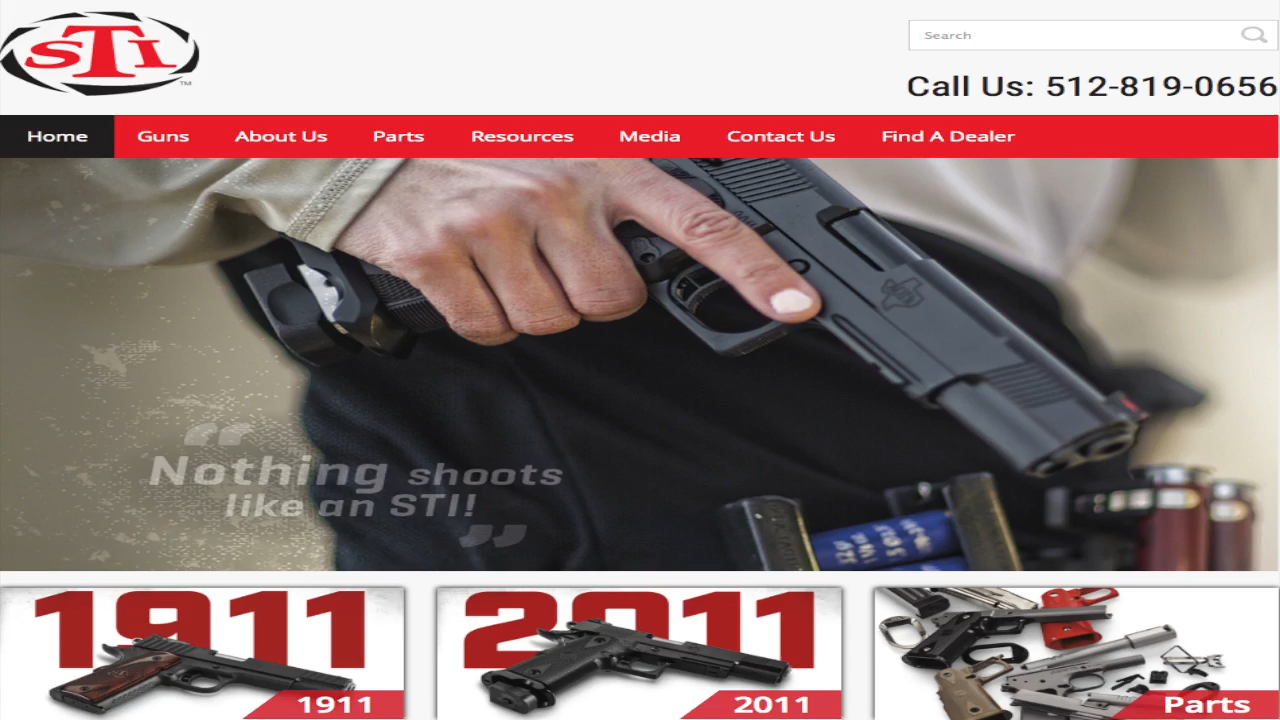 STI
TM
Search
Call Us: 512-819-0656
Home Guns About Us Parts Resources Media Contact Us Find A Dealer
“Nothing shoots
like an STI!”
1911 2011
1911 2011 Parts